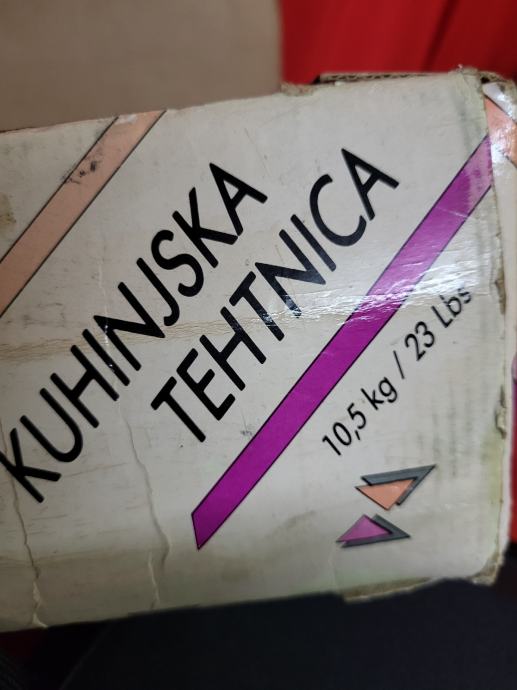 KUHINJSKA
TEHTNICA
10,5 kg / 23 Lbs